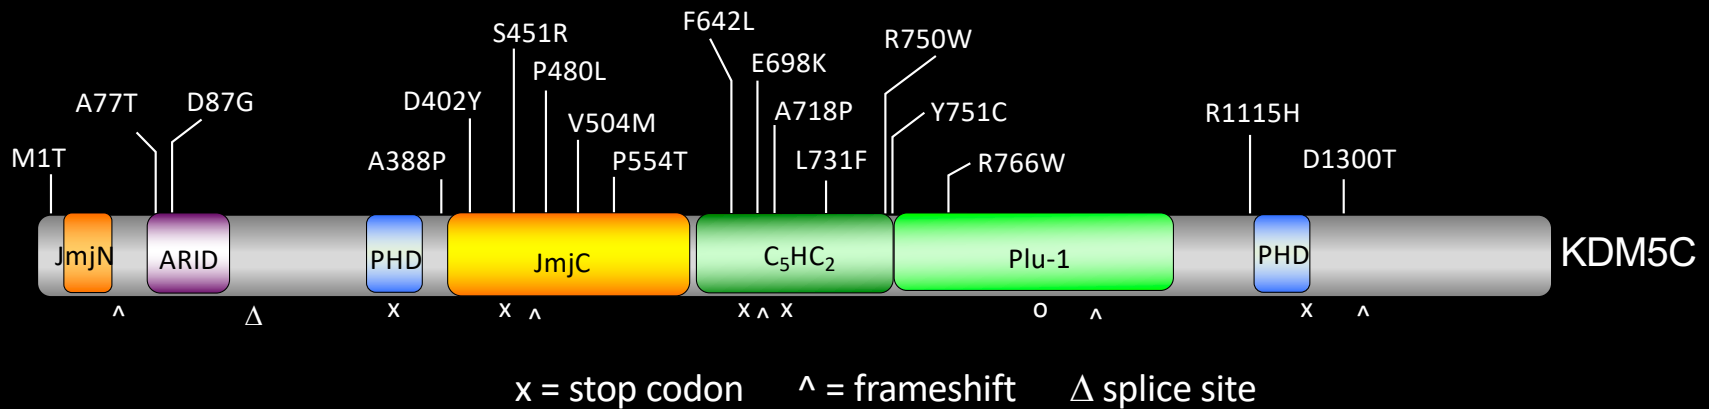 F642L
S451R
R750W
P480L
E698K
A77T
D87G
D402Y
A718P
Y751C
R1115H
V504M
M1T
A388P
P554T
L731F
R766W
D1300T
JmjN
ARID
PHD
JmjC
C₅HC₂
Plu-1
PHD
KDM5C
^ Δ x x ^ x ^ x o ^ x ^
x = stop codon ^ = frameshift Δ splice site